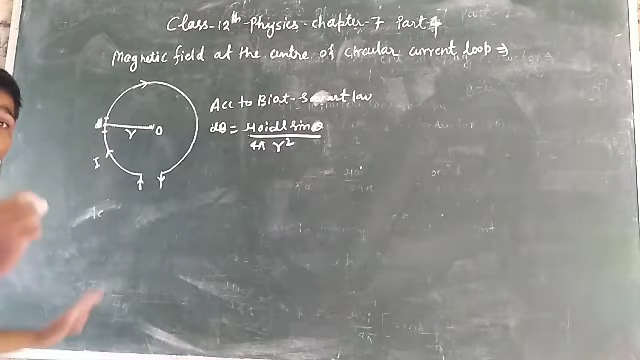 Class-12th-Physics-chapter-7 Part 4
Magnetic field at the centre of circular current loop ⇒
Acc to Biot-Savart law
dB = μ0idl sinθ
4π r²
dl
r
O
I